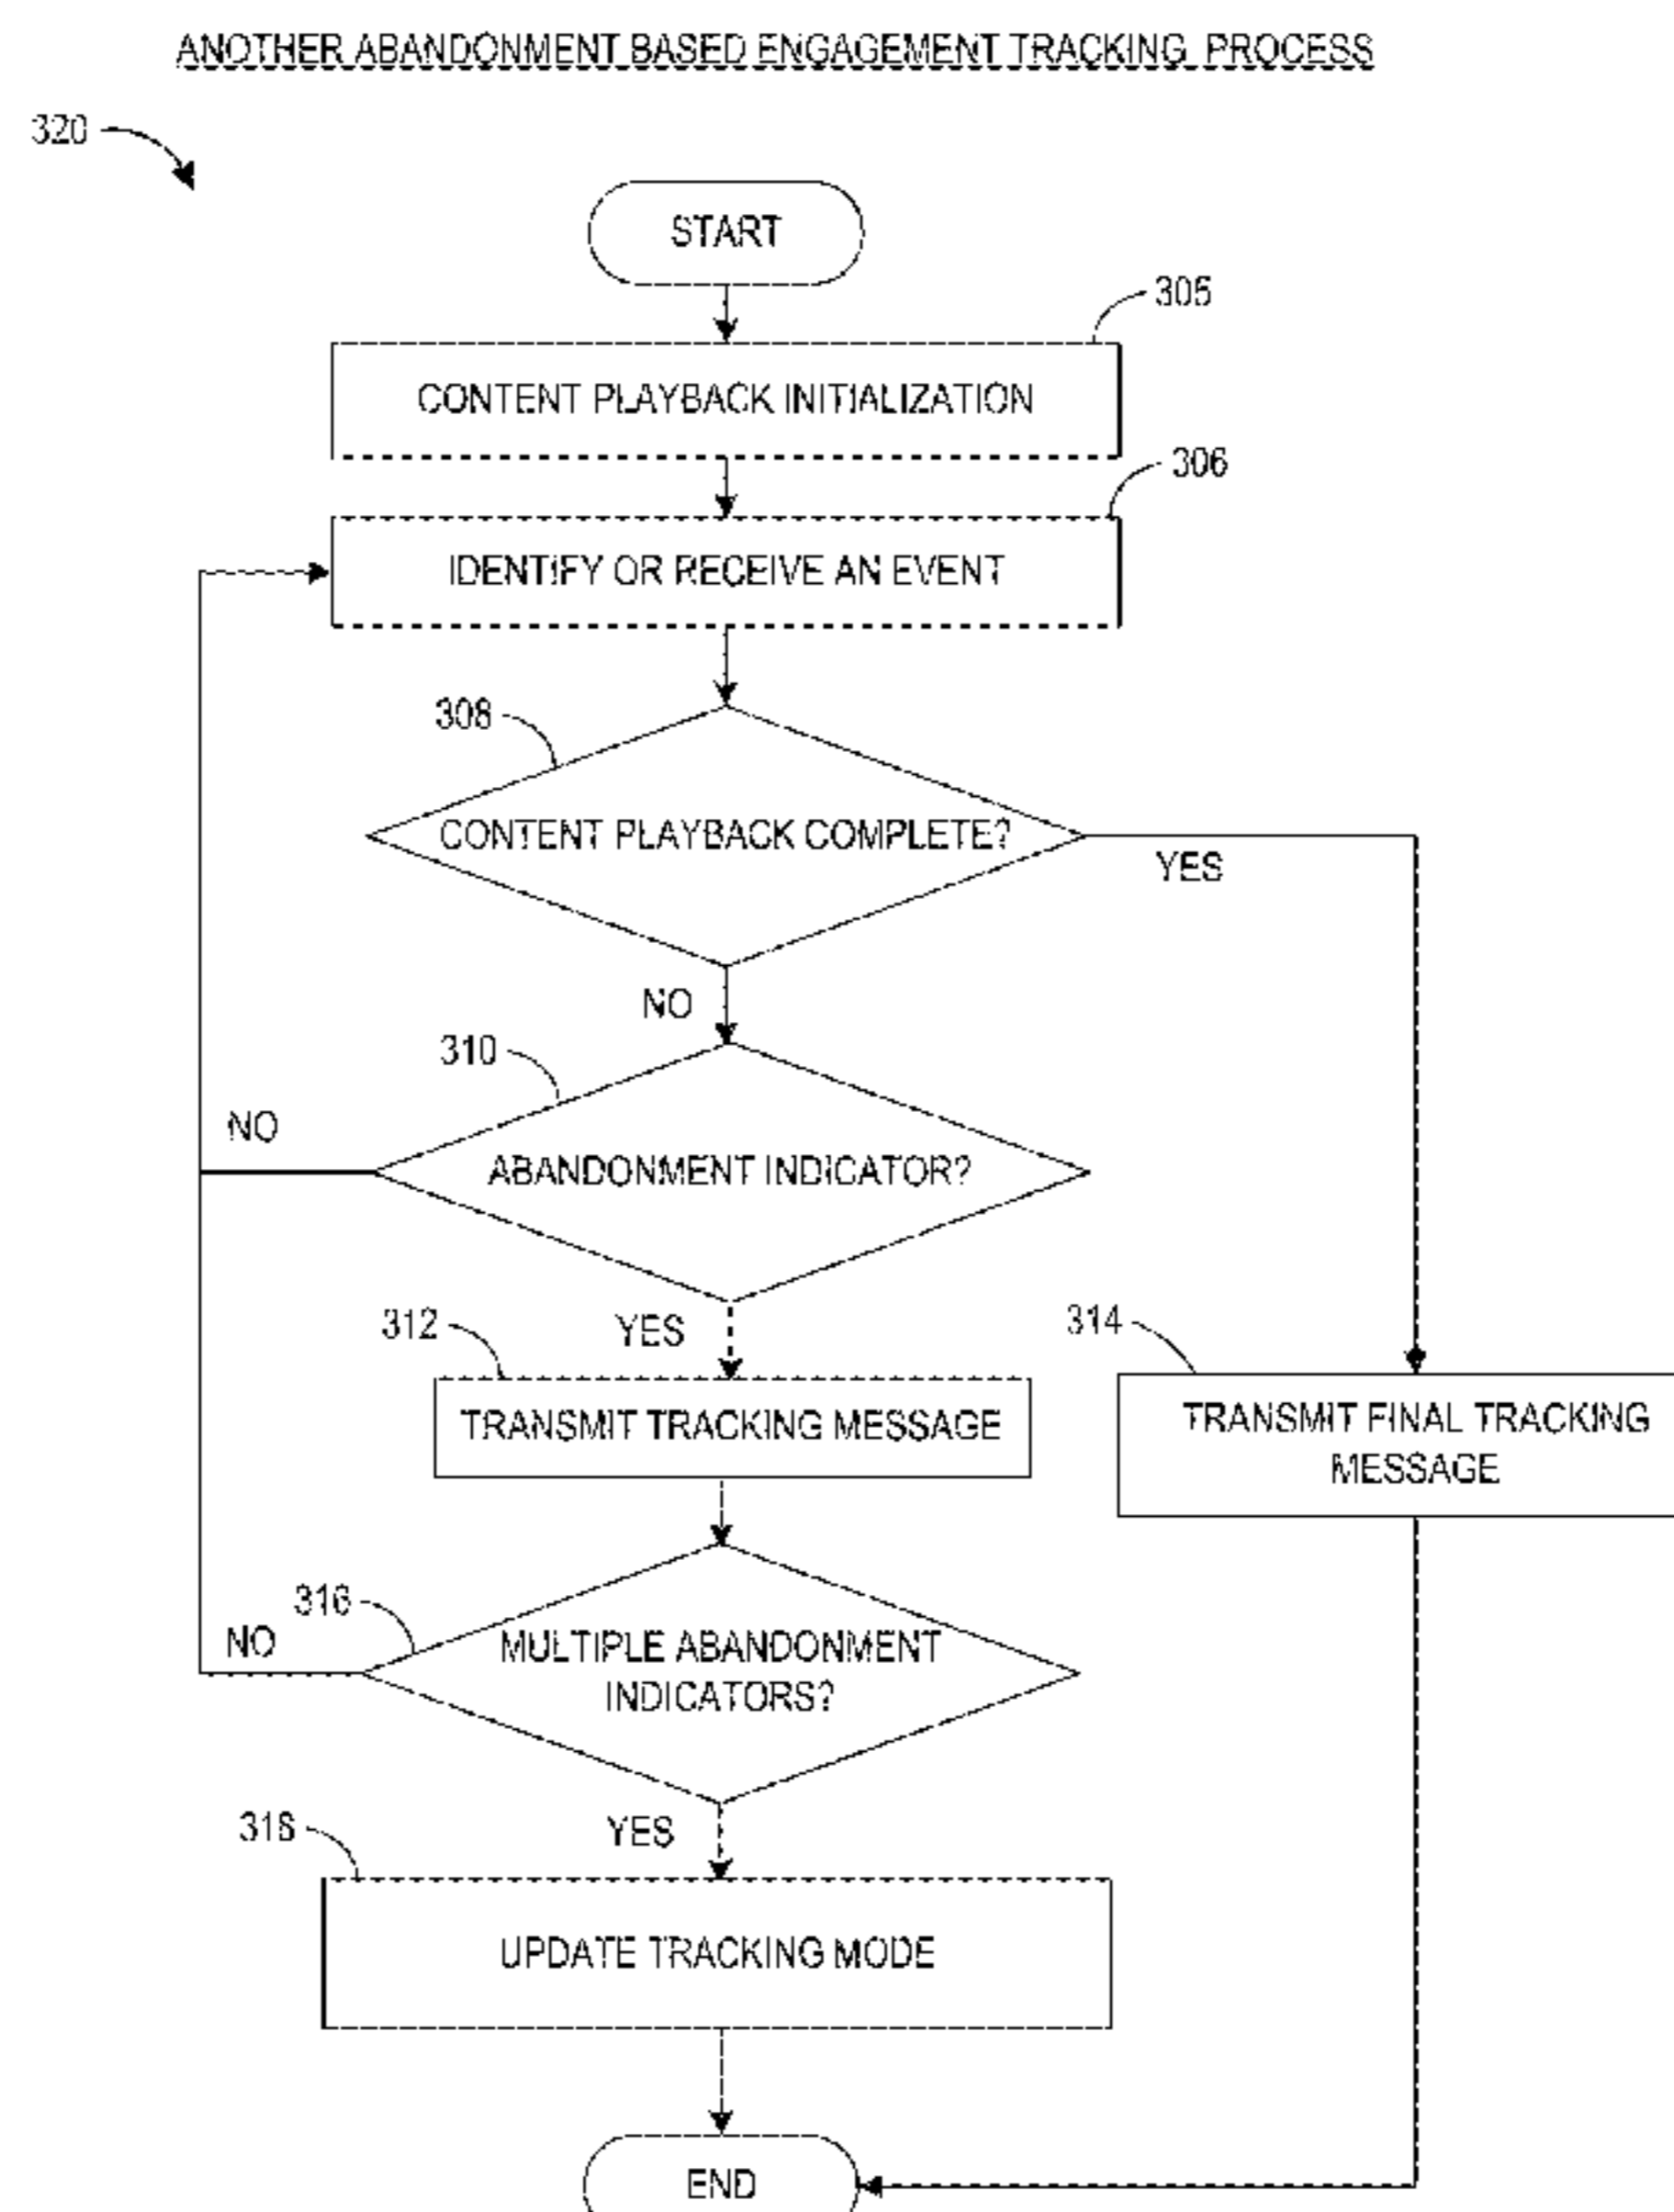 ANOTHER ABANDONMENT BASED ENGAGEMENT TRACKING PROCESS
320
START
305
CONTENT PLAYBACK INITIALIZATION
306
IDENTIFY OR RECEIVE AN EVENT
308
CONTENT PLAYBACK COMPLETE?
YES
NO
310
NO
ABANDONMENT INDICATOR?
YES
312
314
TRANSMIT TRACKING MESSAGE
TRANSMIT FINAL TRACKING
MESSAGE
316
NO
MULTIPLE ABANDONMENT
INDICATORS?
YES
318
UPDATE TRACKING MODE
END